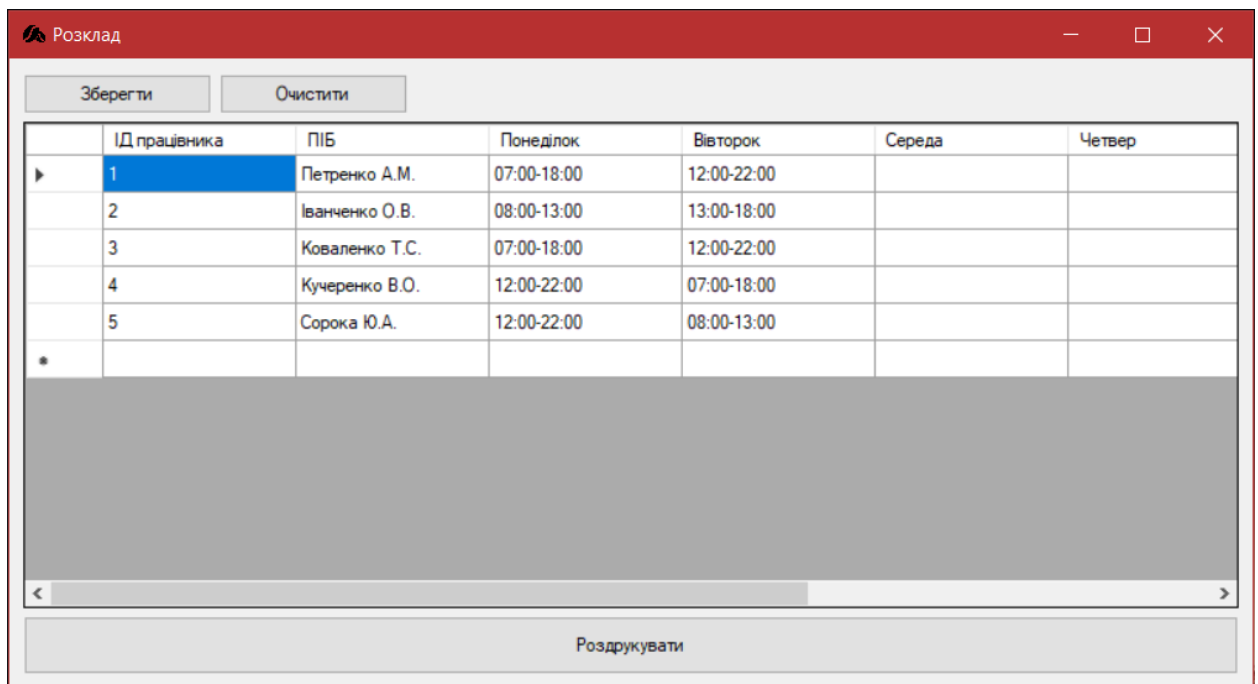 Розклад
Зберегти Очистити
ІД працівника ПІБ Понеділок Вівторок Середа Четвер
1 Петренко А.М. 07:00-18:00 12:00-22:00
2 Іванченко О.В. 08:00-13:00 13:00-18:00
3 Коваленко Т.С. 07:00-18:00 12:00-22:00
4 Кучеренко В.О. 12:00-22:00 07:00-18:00
5 Сорока Ю.А. 12:00-22:00 08:00-13:00
Роздрукувати